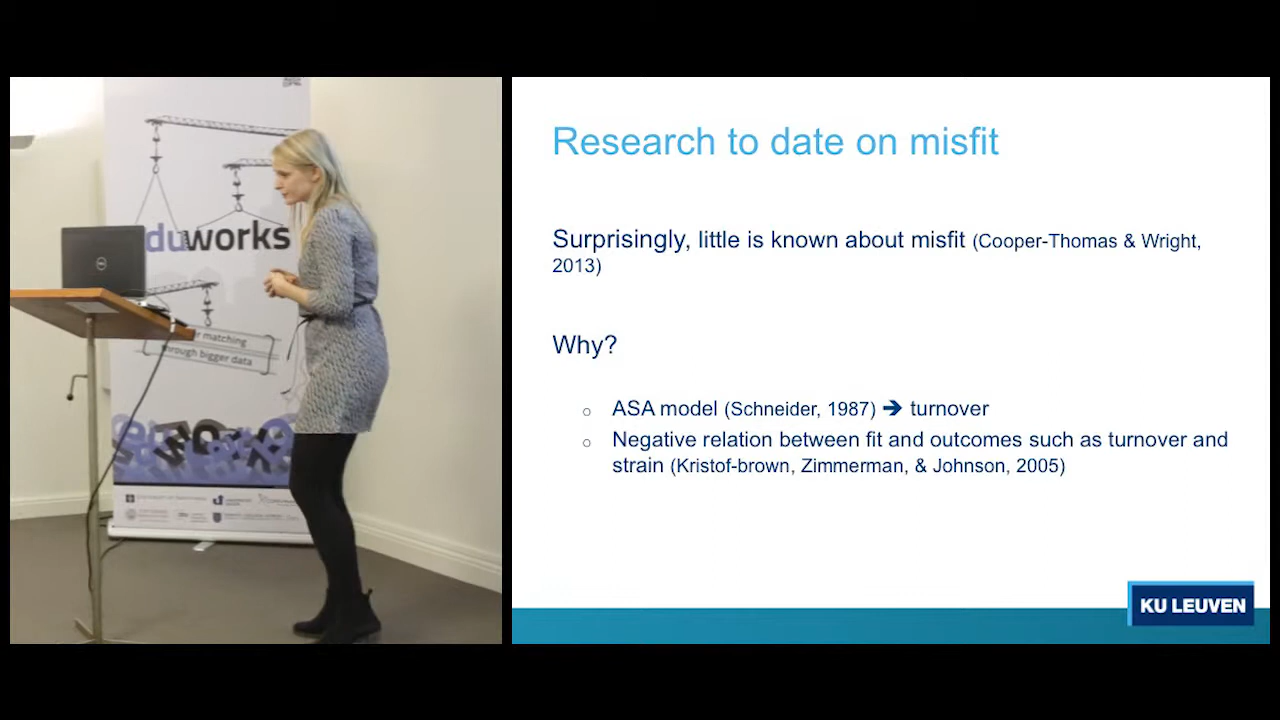 duworks
r matching
through bigger data
DELL
Research to date on misfit
Surprisingly, little is known about misfit (Cooper-Thomas & Wright,
2013)
Why?
○ ASA model (Schneider, 1987) ➔ turnover
○ Negative relation between fit and outcomes such as turnover and
strain (Kristof-brown, Zimmerman, & Johnson, 2005)
KU LEUVEN